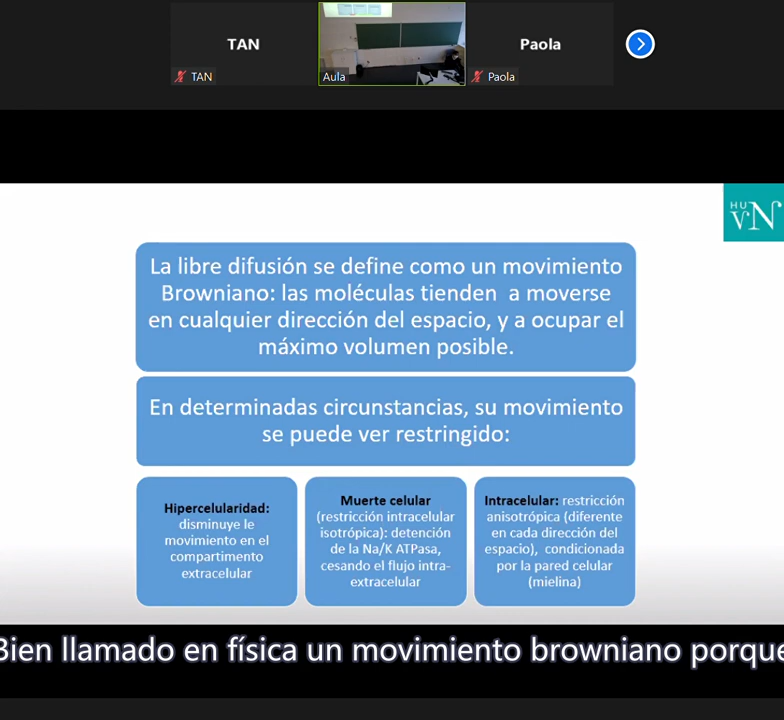 TAN
Paola
TAN
Aula
Paola
HU
VN
La libre difusión se define como un movimiento
Browniano: las moléculas tienden a moverse
en cualquier dirección del espacio, y a ocupar el
máximo volumen posible.
En determinadas circunstancias, su movimiento
se puede ver restringido:
Hipercelularidad:
disminuye le
movimiento en el
compartimento
extracelular
Muerte celular
(restricción intracelular
isotrópica): detención
de la Na/K ATPasa,
cesando el flujo intra-
extracelular
Intracelular: restricción
anisotrópica (diferente
en cada dirección del
espacio), condicionada
por la pared celular
(mielina)
Bien llamado en física un movimiento browniano porque